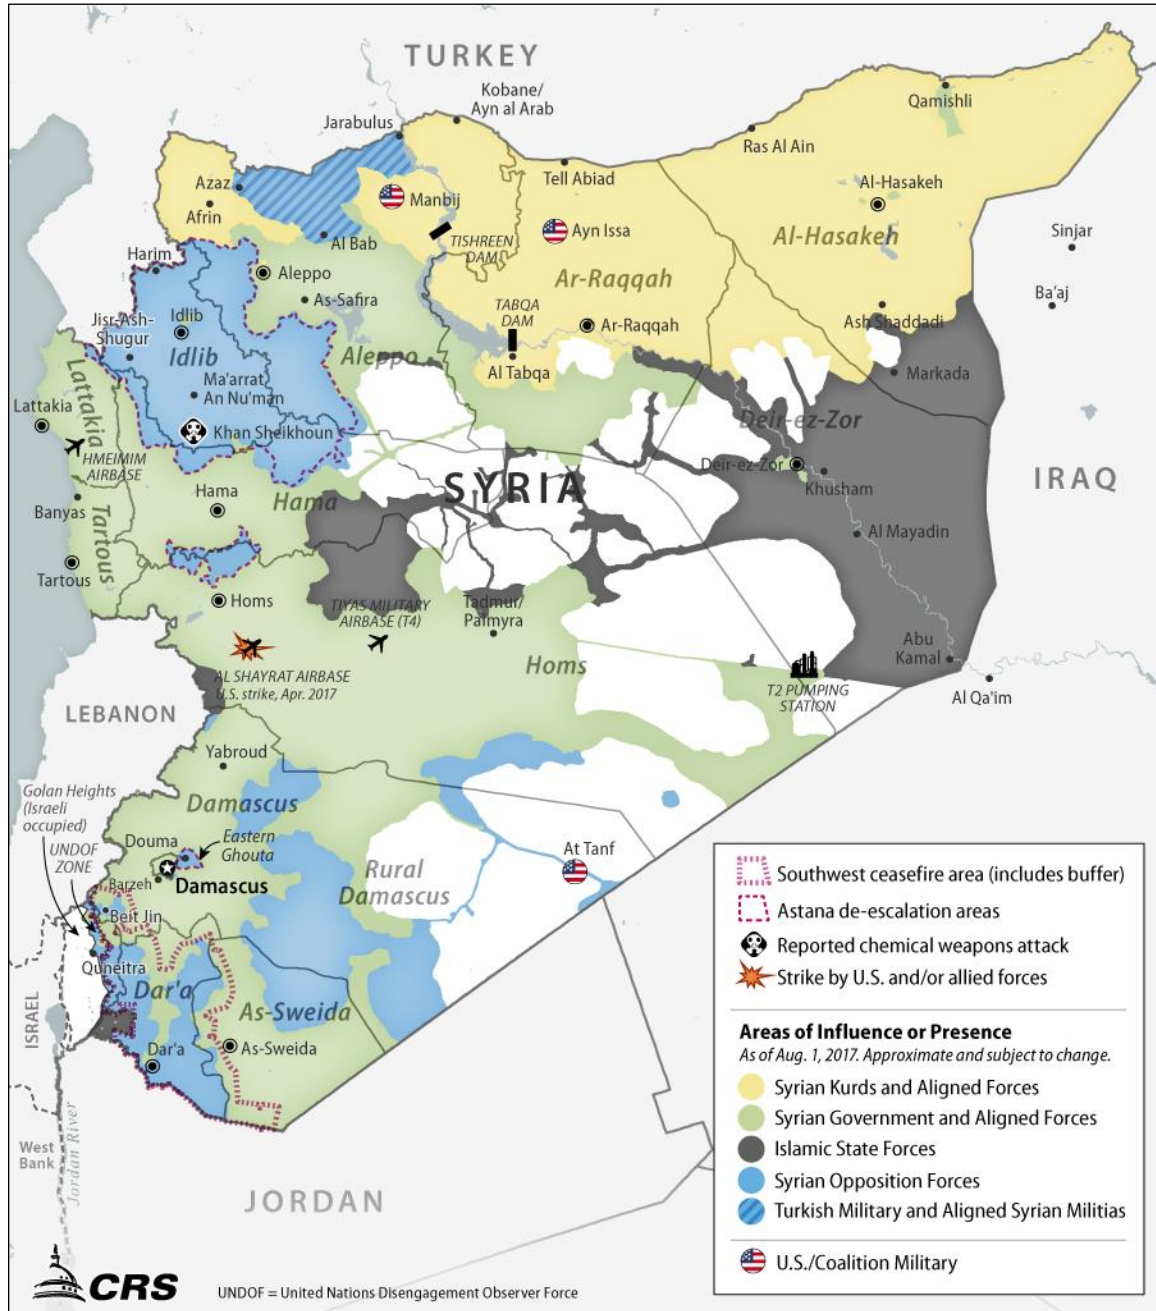 TURKEY
Kobane/
Ayn al Arab
Jarabulus
Qamishli
Ras Al Ain
Tell Abiad
Azaz
Afrin
Manbij
Al-Hasakeh
Ayn Issa
Al-Hasakeh
Sinjar
Al Bab
TISHREEN
DAM
Harim
Aleppo
Ar-Raqqah
As-Safira
TABQA
DAM
Ba'aj
Idlib
Jisr-Ash-
Shugur
Idlib
Aleppo
Ar-Raqqah
Ash Shaddadi
Al Tabqa
Markada
Ma'arrat
An Nu'man
Lattakia
Lattakia
Deir-ez-Zor
Khan Sheikhoun
HMEIMIM
AIRBASE
Deir-ez-Zor
Khusham
SYRIA
IRAQ
Hama
Hama
Banyas
Tartous
Al Mayadin
Tartous
Homs
TIYAS MILITARY
AIRBASE (T4)
Tadmur/
Palmyra
Abu
Kamal
Homs
AL SHAYRAT AIRBASE
U.S. strike, Apr. 2017
T2 PUMPING
STATION
Al Qa'im
LEBANON
Yabroud
Golan Heights
(Israeli
occupied)
UNDOF
ZONE
Damascus
Douma
Eastern
Ghouta
Barzeh
Damascus
Rural
Damascus
At Tanf
Beit Jin
Quneitra
Dar'a
As-Sweida
ISRAEL
Dar'a
As-Sweida
West
Bank
Jordan River
JORDAN
Southwest ceasefire area (includes buffer)
Astana de-escalation areas
Reported chemical weapons attack
Strike by U.S. and/or allied forces
Areas of Influence or Presence
As of Aug. 1, 2017. Approximate and subject to change.
Syrian Kurds and Aligned Forces
Syrian Government and Aligned Forces
Islamic State Forces
Syrian Opposition Forces
Turkish Military and Aligned Syrian Militias
U.S./Coalition Military
CRS
UNDOF = United Nations Disengagement Observer Force